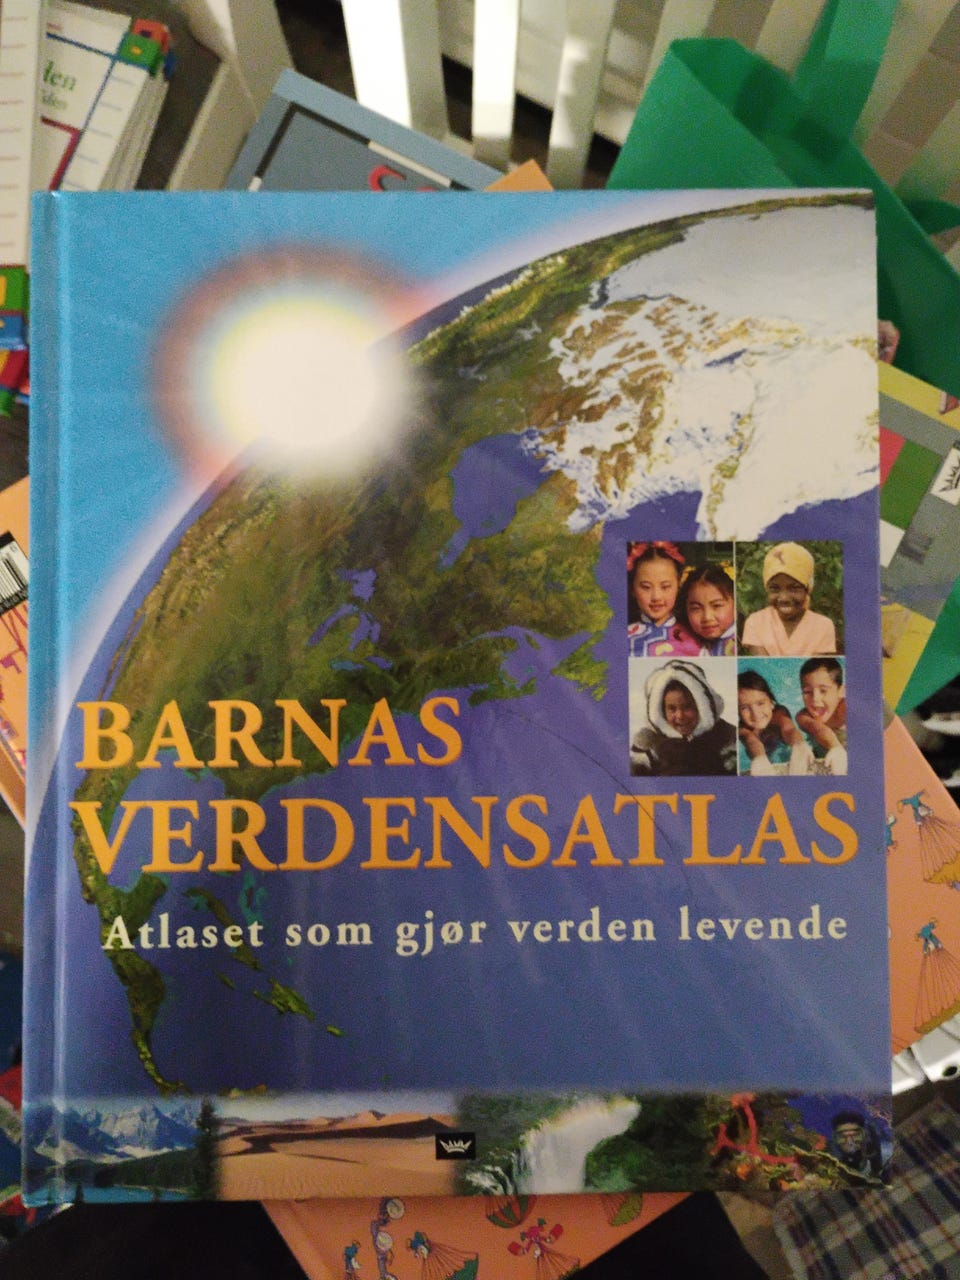 BARNAS
VERDENSATLAS
Atlaset som gjør verden levende